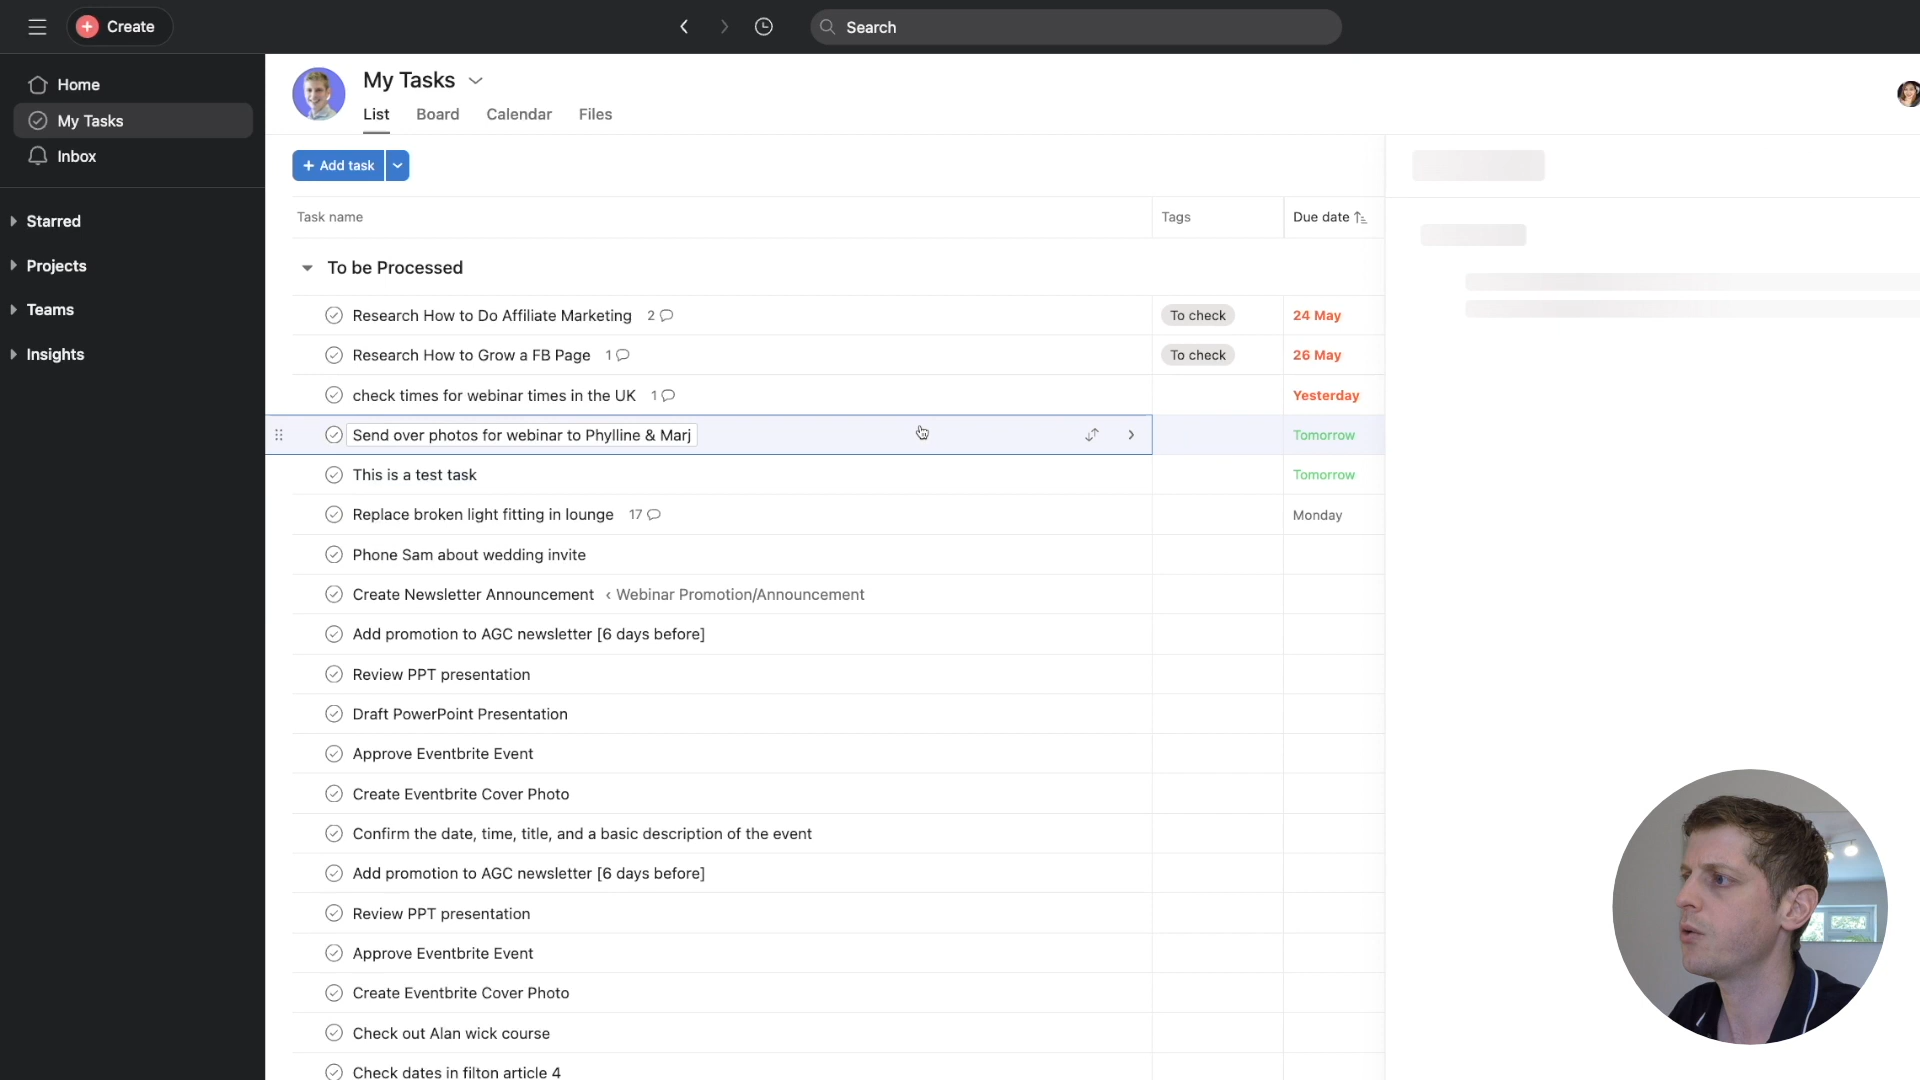 Create
Search
Home
My Tasks
Inbox
Starred
Projects
Teams
Insights
My Tasks
List Board Calendar Files
+ Add task
Task name Tags Due date
To be Processed
Research How to Do Affiliate Marketing 2 To check 24 May
Research How to Grow a FB Page 1 To check 26 May
check times for webinar times in the UK 1 Yesterday
Send over photos for webinar to Phylline & Marj Tomorrow
This is a test task Tomorrow
Replace broken light fitting in lounge 17 Monday
Phone Sam about wedding invite
Create Newsletter Announcement ‹ Webinar Promotion/Announcement
Add promotion to AGC newsletter [6 days before]
Review PPT presentation
Draft PowerPoint Presentation
Approve Eventbrite Event
Create Eventbrite Cover Photo
Confirm the date, time, title, and a basic description of the event
Add promotion to AGC newsletter [6 days before]
Review PPT presentation
Approve Eventbrite Event
Create Eventbrite Cover Photo
Check out Alan wick course
Check dates in filton article 4